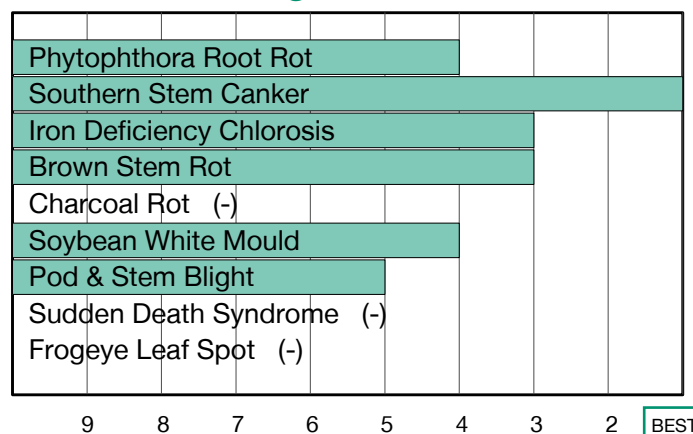 Phytophthora Root Rot
Southern Stem Canker
Iron Deficiency Chlorosis
Brown Stem Rot
Charcoal Rot (-)
Soybean White Mould
Pod & Stem Blight
Sudden Death Syndrome (-)
Frogeye Leaf Spot (-)
9 8 7 6 5 4 3 2 BEST